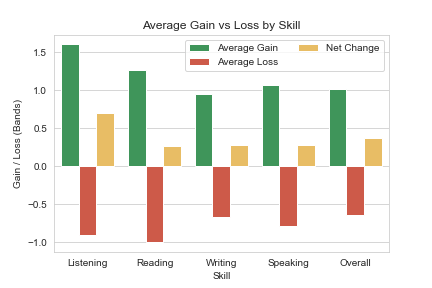 Average Gain vs Loss by Skill
Average Gain
Average Loss
Net Change
Gain / Loss (Bands)
1.5
1.0
0.5
0.0
−0.5
−1.0
Listening Reading Writing Speaking Overall
Skill